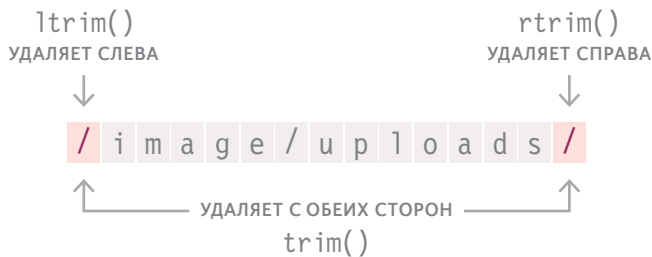 ltrim() rtrim()
УДАЛЯЕТ СЛЕВА УДАЛЯЕТ СПРАВА
/image/uploads/
УДАЛЯЕТ С ОБЕИХ СТОРОН
trim()